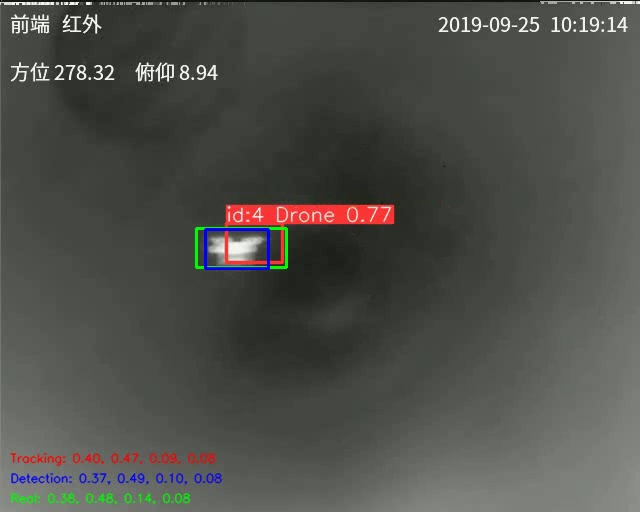 前端 红外
2019-09-25 10:19:14
方位 278.32 俯仰 8.94
id:4 Drone 0.77
Tracking: 0.40, 0.47, 0.09, 0.08
Detection: 0.37, 0.49, 0.10, 0.08
Real: 0.38, 0.48, 0.14, 0.08